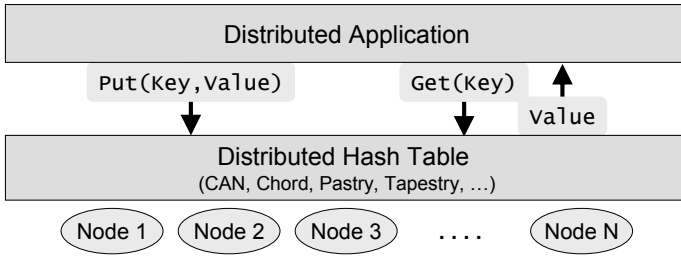 Distributed Application
Put(Key,Value)
Get(Key)
Value
Distributed Hash Table
(CAN, Chord, Pastry, Tapestry, …)
Node 1
Node 2
Node 3
....
Node N